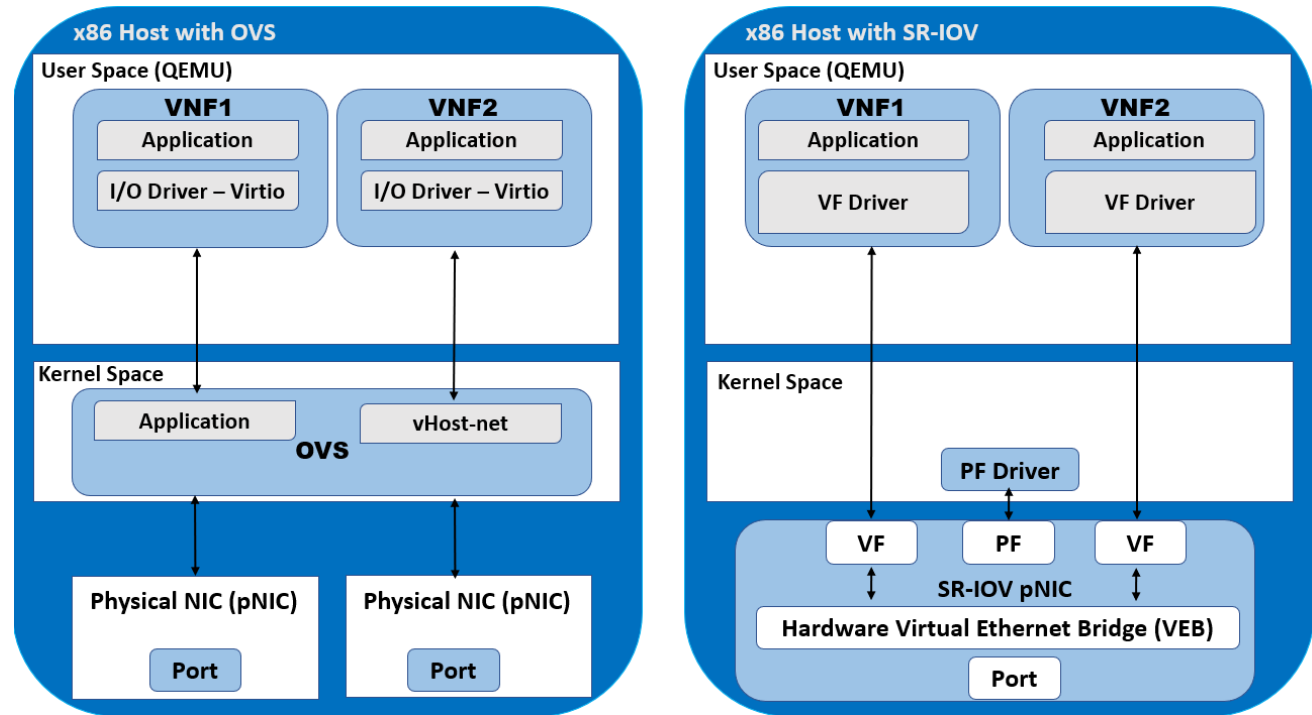 x86 Host with OVS
User Space (QEMU)
VNF1
Application
I/O Driver – Virtio
VNF2
Application
I/O Driver – Virtio
Kernel Space
Application
vHost-net
OVS
Physical NIC (pNIC)
Port
Physical NIC (pNIC)
Port
x86 Host with SR-IOV
User Space (QEMU)
VNF1
Application
VF Driver
VNF2
Application
VF Driver
Kernel Space
PF Driver
VF
PF
VF
SR-IOV pNIC
Hardware Virtual Ethernet Bridge (VEB)
Port